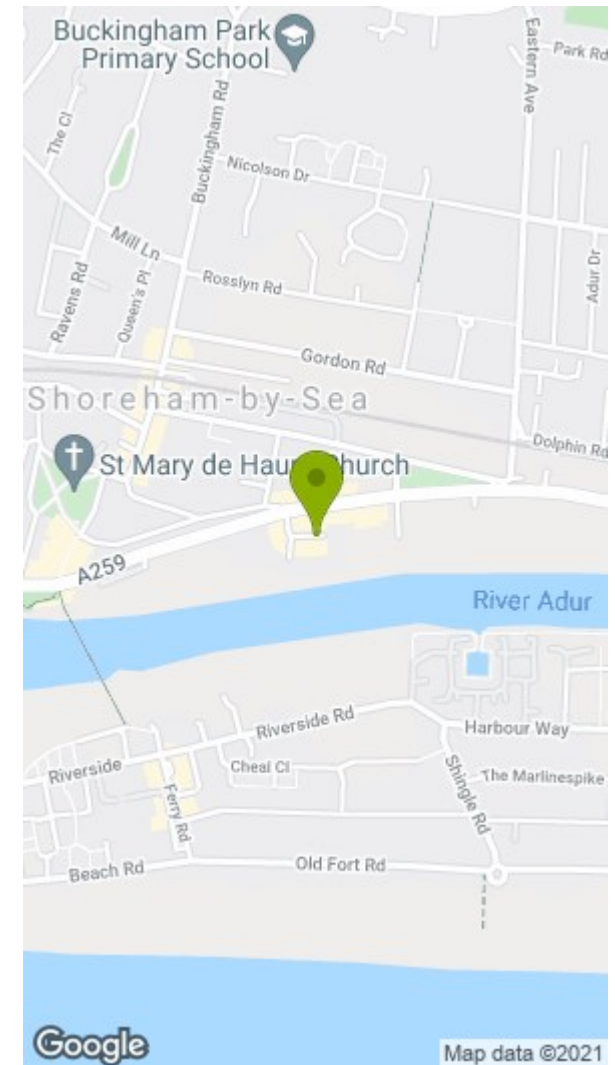 Buckingham Park
Primary School
Eastern Ave
Park Rd
The Cl
Buckingham Rd
Nicolson Dr
Mill Ln
Ravens Rd
Queen's Pl
Rosslyn Rd
Adur Dr
Gordon Rd
Shoreham-by-Sea
Dolphin Rd
St Mary de Haura Church
A259
River Adur
Riverside Rd
Harbour Way
Riverside
Cheal Cl
Shingle Rd
The Marlinespike
Ferry Rd
Beach Rd
Old Fort Rd
Google
Map data ©2021